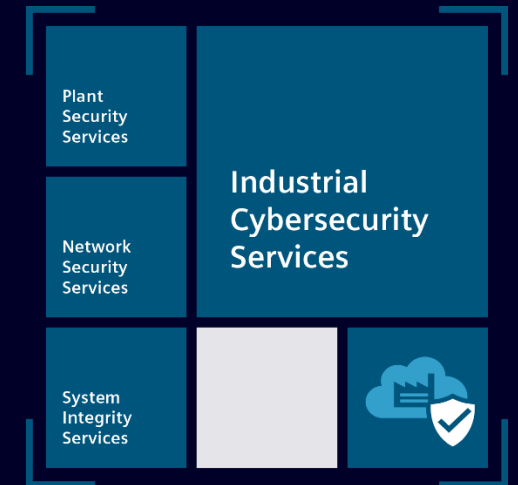 Plant
Security
Services
Industrial
Cybersecurity
Services
Network
Security
Services
System
Integrity
Services